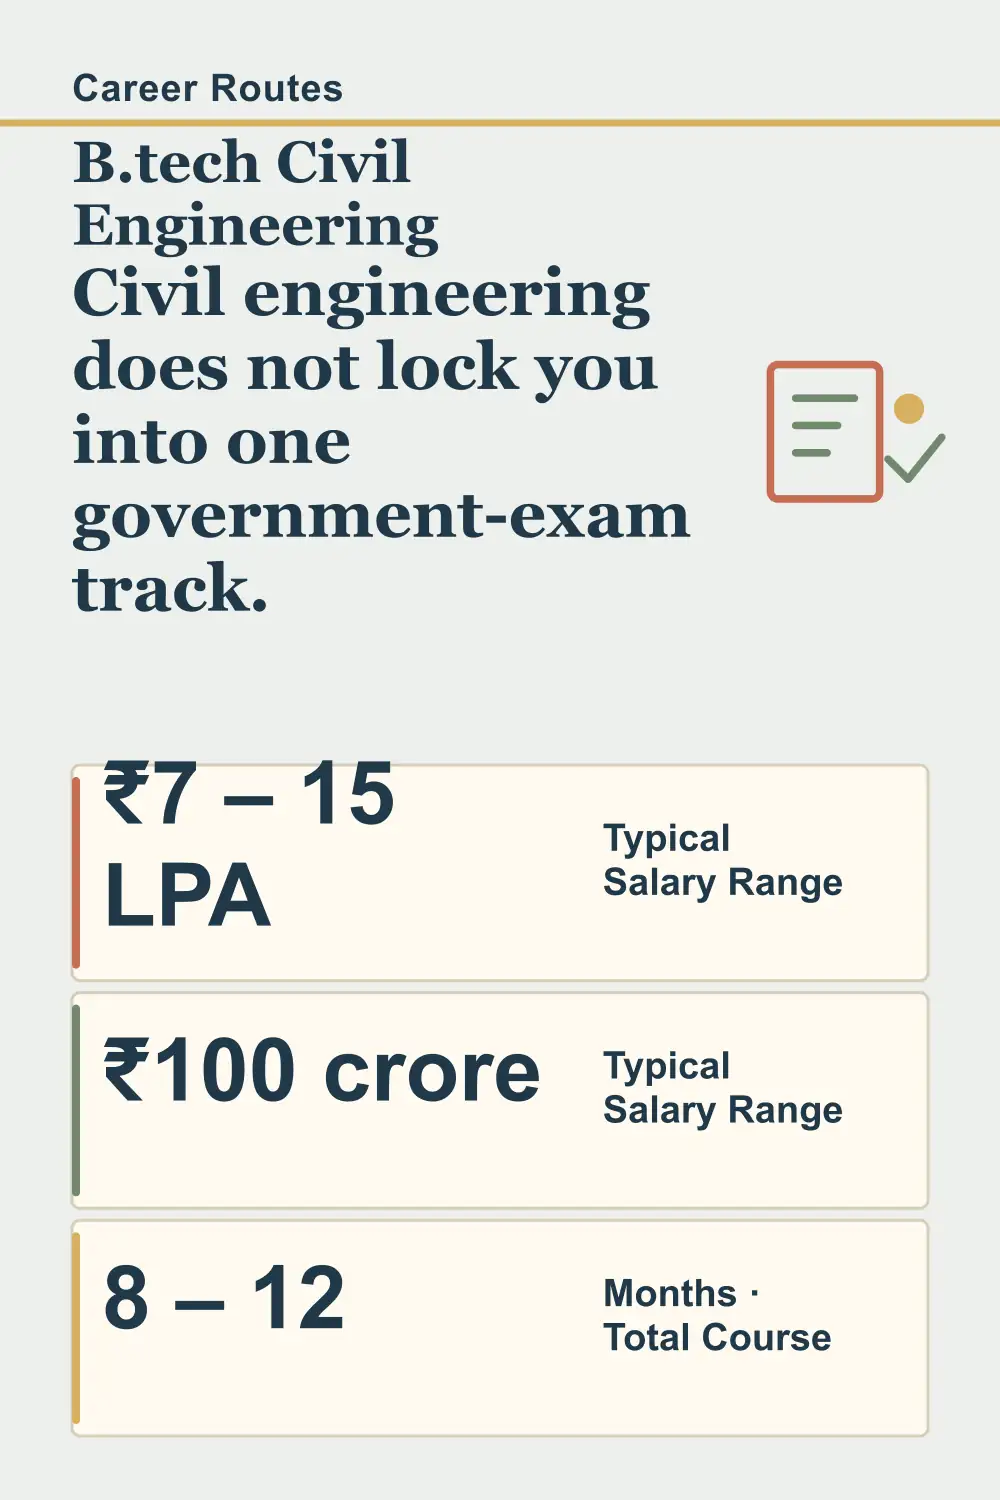 Career Routes
B.tech Civil
Engineering
Civil engineering
does not lock you
into one
government-exam
track.
₹7 – 15
LPA
Typical
Salary Range
₹100 crore
Typical
Salary Range
8 – 12
Months ·
Total Course